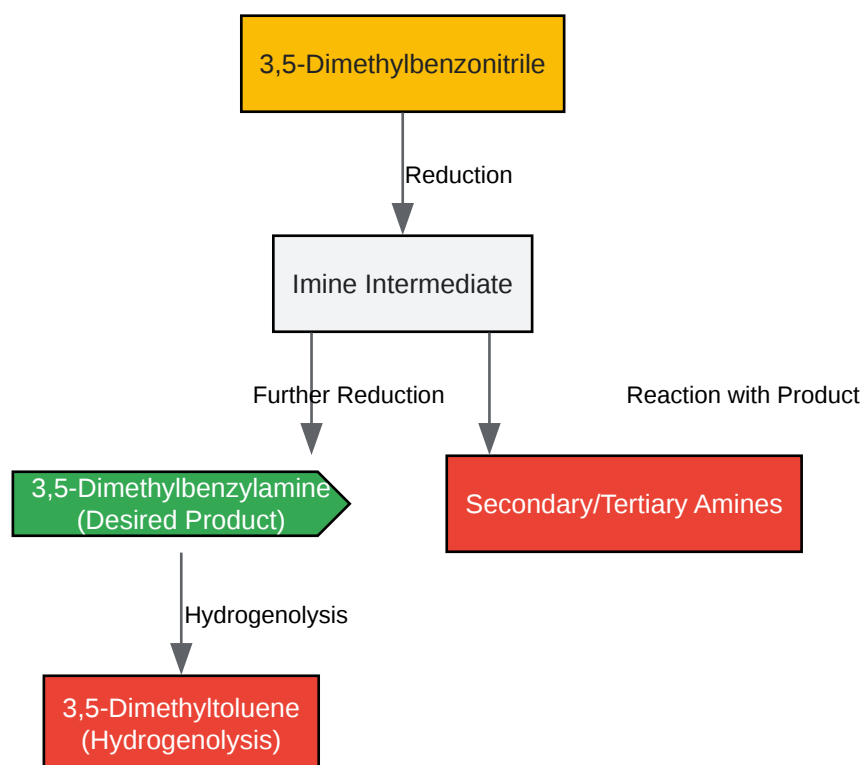 3,5-Dimethylbenzonitrile
Reduction
Imine Intermediate
Further Reduction
Reaction with Product
3,5-Dimethylbenzylamine
(Desired Product)
Secondary/Tertiary Amines
Hydrogenolysis
3,5-Dimethyltoluene
(Hydrogenolysis)